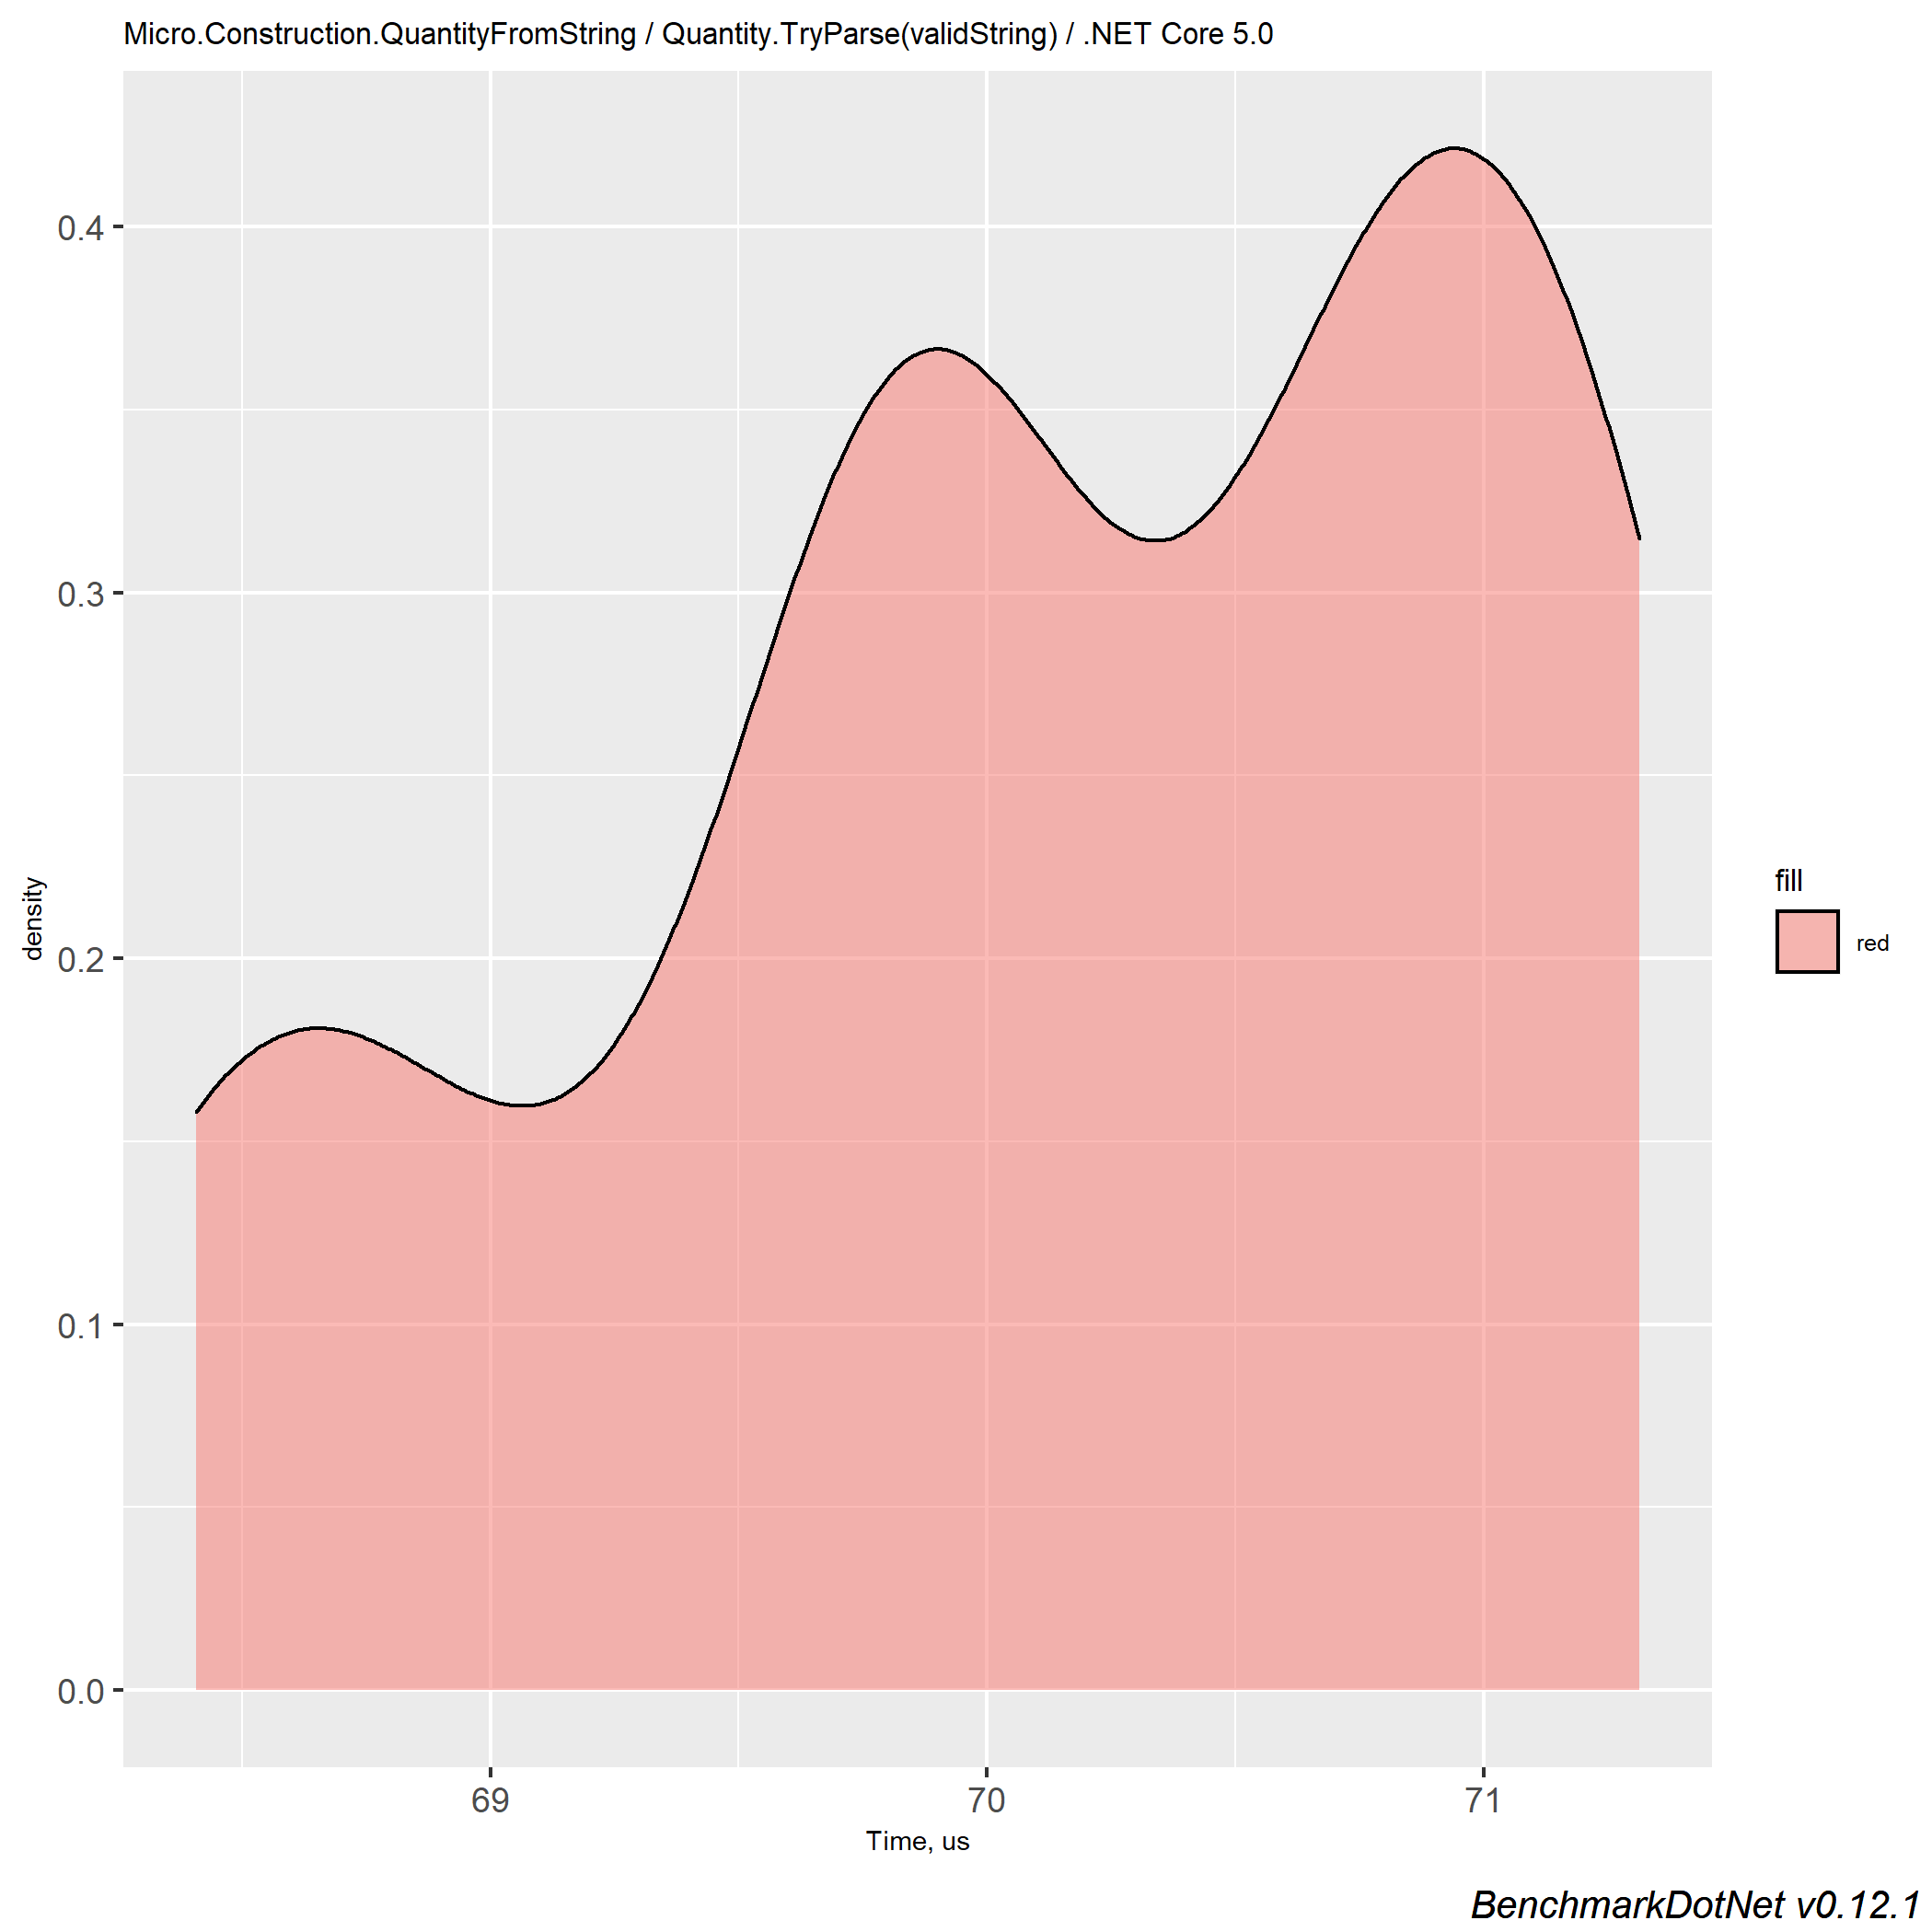 Micro.Construction.QuantityFromString / Quantity.TryParse(validString) / .NET Core 5.0
0.4
0.3
0.2
0.1
0.0
density
69 70 71
Time, us
fill
red
BenchmarkDotNet v0.12.1